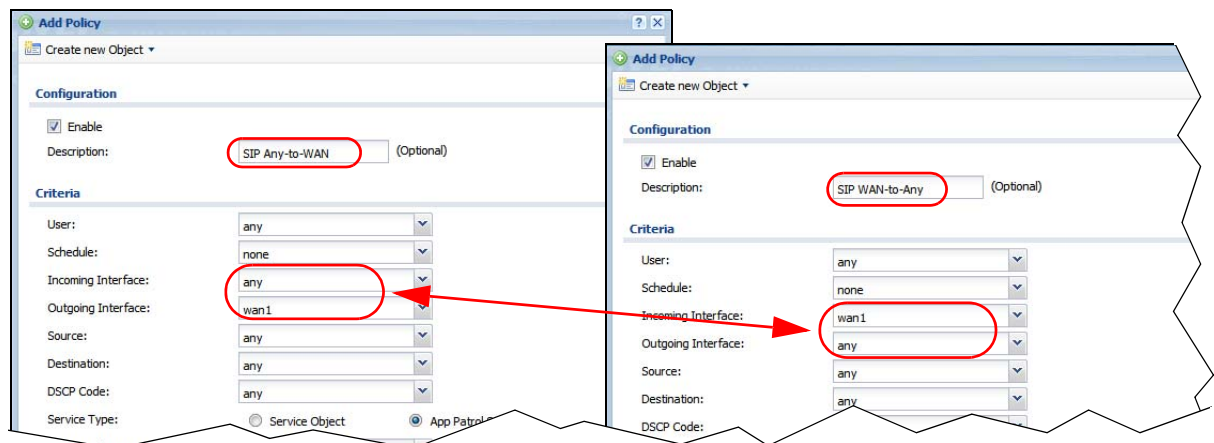 Add Policy
Create new Object
Configuration
Enable
Description: SIP Any-to-WAN (Optional)
Criteria
User: any
Schedule: none
Incoming Interface: any
Outgoing Interface: wan1
Source: any
Destination: any
DSCP Code: any
Service Type: Service Object App Patrol
Add Policy
Create new Object
Configuration
Enable
Description: SIP WAN-to-Any (Optional)
Criteria
User: any
Schedule: none
Incoming Interface: wan1
Outgoing Interface: any
Source: any
Destination: any
DSCP Code: